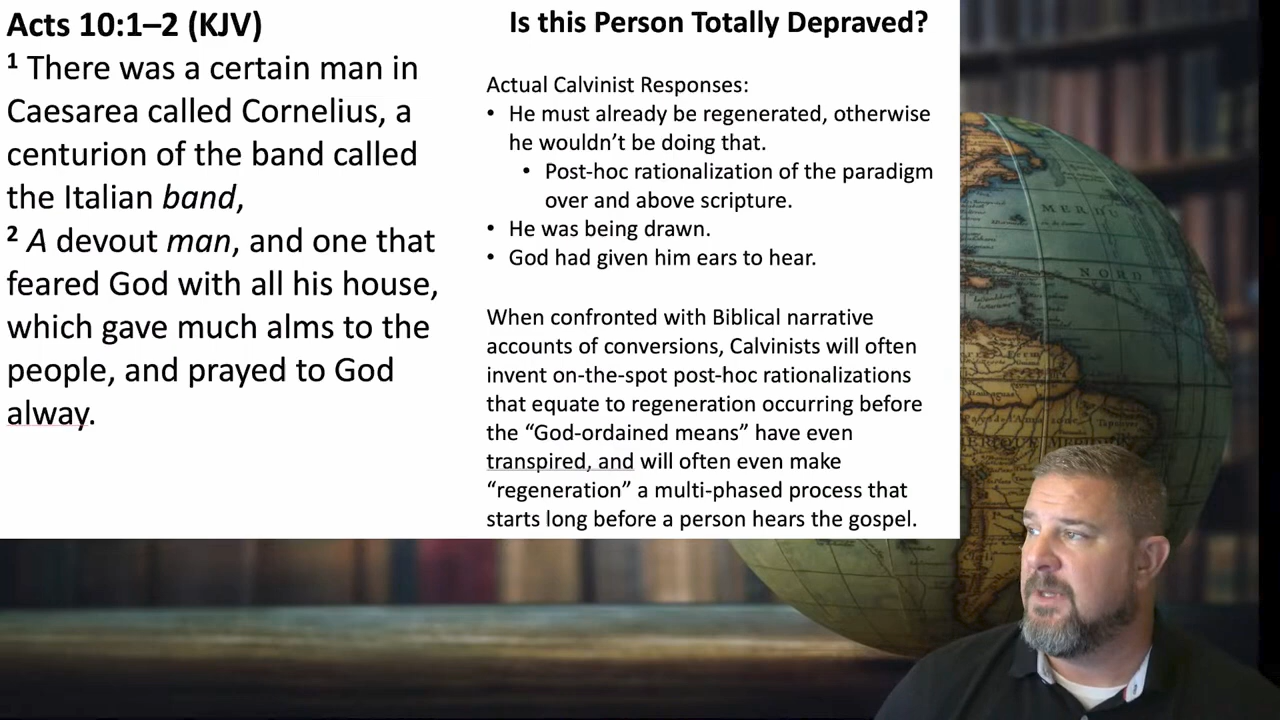 Acts 10:1–2 (KJV)
1 There was a certain man in
Caesarea called Cornelius, a
centurion of the band called
the Italian band,
2 A devout man, and one that
feared God with all his house,
which gave much alms to the
people, and prayed to God
alway.
Is this Person Totally Depraved?
Actual Calvinist Responses:
• He must already be regenerated, otherwise
he wouldn’t be doing that.
• Post-hoc rationalization of the paradigm
over and above scripture.
• He was being drawn.
• God had given him ears to hear.
When confronted with Biblical narrative
accounts of conversions, Calvinists will often
invent on-the-spot post-hoc rationalizations
that equate to regeneration occurring before
the “God-ordained means” have even
transpired, and will often even make
“regeneration” a multi-phased process that
starts long before a person hears the gospel.
MER DU
NORD